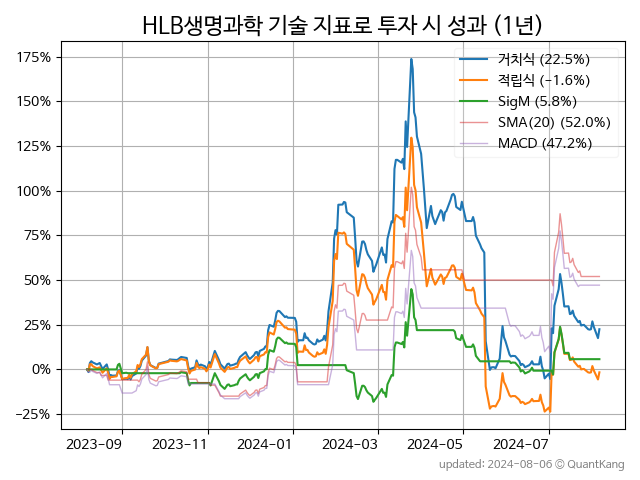 HLB생명과학 기술 지표로 투자 시 성과 (1년)
175%
150%
125%
100%
75%
50%
25%
0%
−25%
거치식 (22.5%)
적립식 (−1.6%)
SigM (5.8%)
SMA(20) (52.0%)
MACD (47.2%)
2023−09
2023−11
2024−01
2024−03
2024−05
2024−07
updated: 2024−08−06 © QuantKang